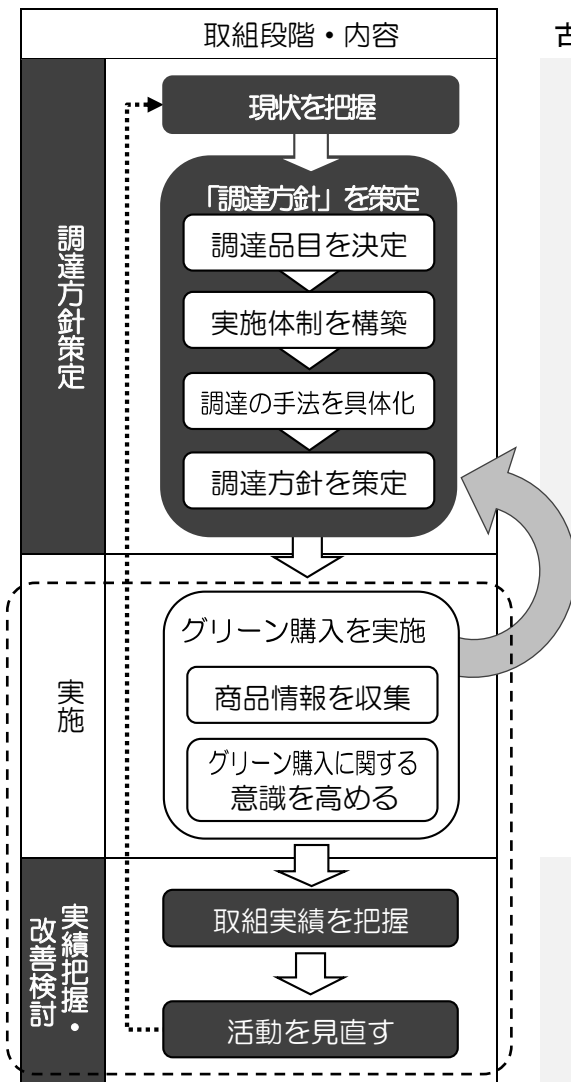 取組段階・内容
古
調達方針策定
現状を把握
「調達方針」を策定
調達品目を決定
実施体制を構築
調達の手法を具体化
調達方針を策定
実施
グリーン購入を実施
商品情報を収集
グリーン購入に関する
意識を高める
実績把握・
改善検討
取組実績を把握
活動を見直す